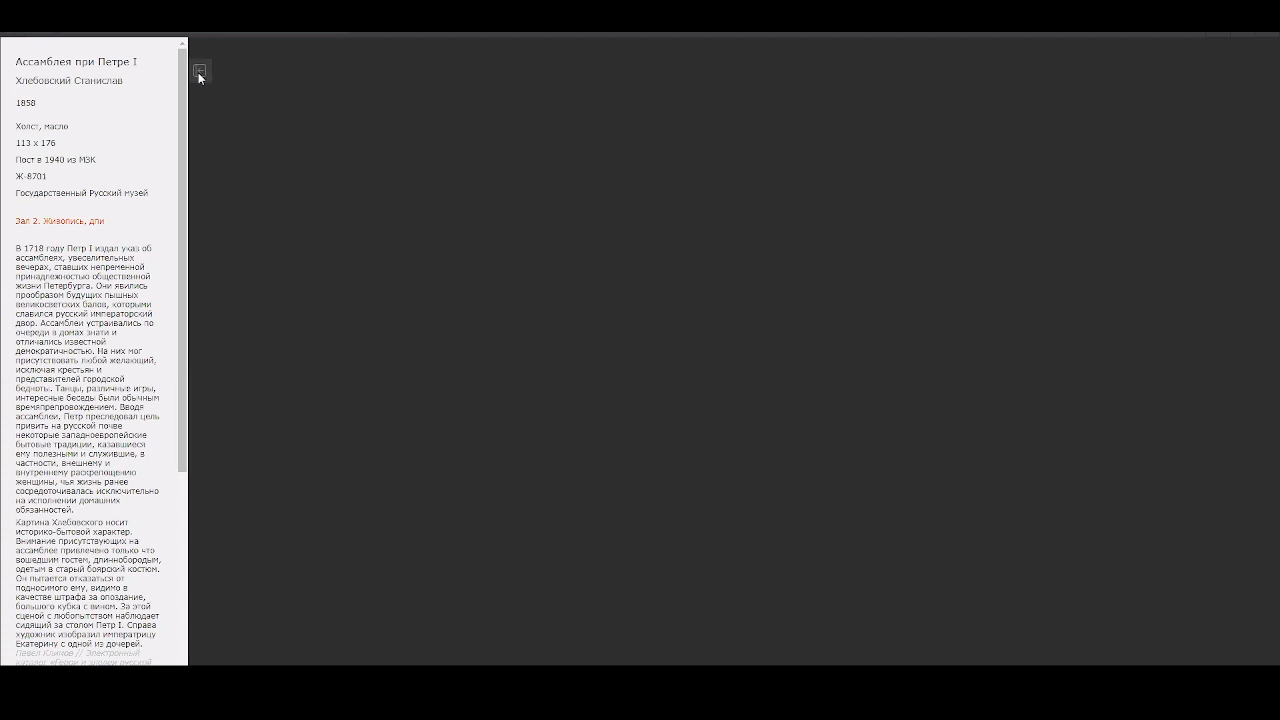 Ассамблея при Петре I
Хлебовский Станислав
1858
Холст, масло
113 x 176
Пост в 1940 из МЗК
Ж-8701
Государственный Русский музей
Зал 2. Живопись, дпи
В 1718 году Петр I издал указ об
ассамблеях, увеселительных
вечерах, ставших непременной
принадлежностью общественной
жизни Петербурга. Они явились
прообразом будущих пышных
великосветских балов, которыми
славился русский императорский
двор. Ассамблеи устраивались по
очереди в домах знати и
отличались известной
демократичностью. На них мог
присутствовать любой желающий,
исключая крестьян и
представителей городской
бедноты. Танцы, различные игры,
интересные беседы были обычным
времяпрепровождением. Вводя
ассамблеи, Петр преследовал цель
привить на русской почве
некоторые западноевропейские
бытовые традиции, казавшиеся
ему полезными и служившие, в
частности, внешнему и
внутреннему раскрепощению
женщины, чья жизнь ранее
сосредоточивалась исключительно
на исполнении домашних
обязанностей.
Картина Хлебовского носит
историко-бытовой характер.
Внимание присутствующих на
ассамблее привлечено только что
вошедшим гостем, длиннобородым,
одетым в старый боярский костюм.
Он пытается отказаться от
подносимого ему, видимо в
качестве штрафа за опоздание,
большого кубка с вином. За этой
сценой с любопытством наблюдает
сидящий за столом Петр I. Справа
художник изобразил императрицу
Екатерину с одной из дочерей.
Павел Климов // Электронный
каталог «Герои и злодеи русской